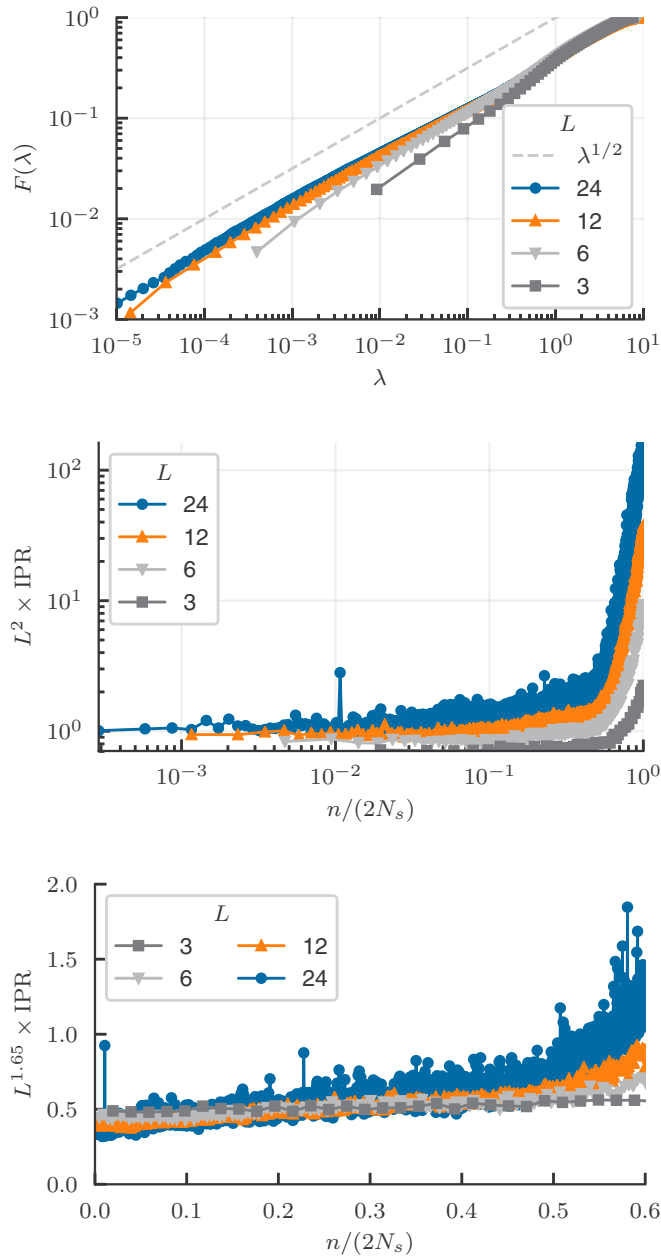 10^0
10^-1
10^-2
10^-3
F(λ)
L
λ^{1/2}
24
12
6
3
10^-5 10^-4 10^-3 10^-2 10^-1 10^0 10^1
λ
10^2
10^1
10^0
L^2 × IPR
L
24
12
6
3
10^-3 10^-2 10^-1 10^0
n/(2N_s)
2.0
1.5
1.0
0.5
0.0
L^{1.65} × IPR
L
3 12
6 24
0.0 0.1 0.2 0.3 0.4 0.5 0.6
n/(2N_s)